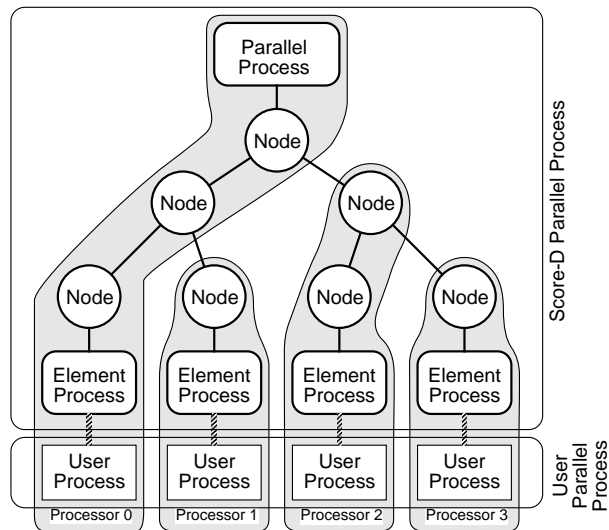 Parallel
Process
Node
Node
Node
Node
Node
Node
Node
Element
Process
Element
Process
Element
Process
Element
Process
User
Process
User
Process
User
Process
User
Process
Processor 0
Processor 1
Processor 2
Processor 3
Score-D Parallel Process
User
Parallel
Process